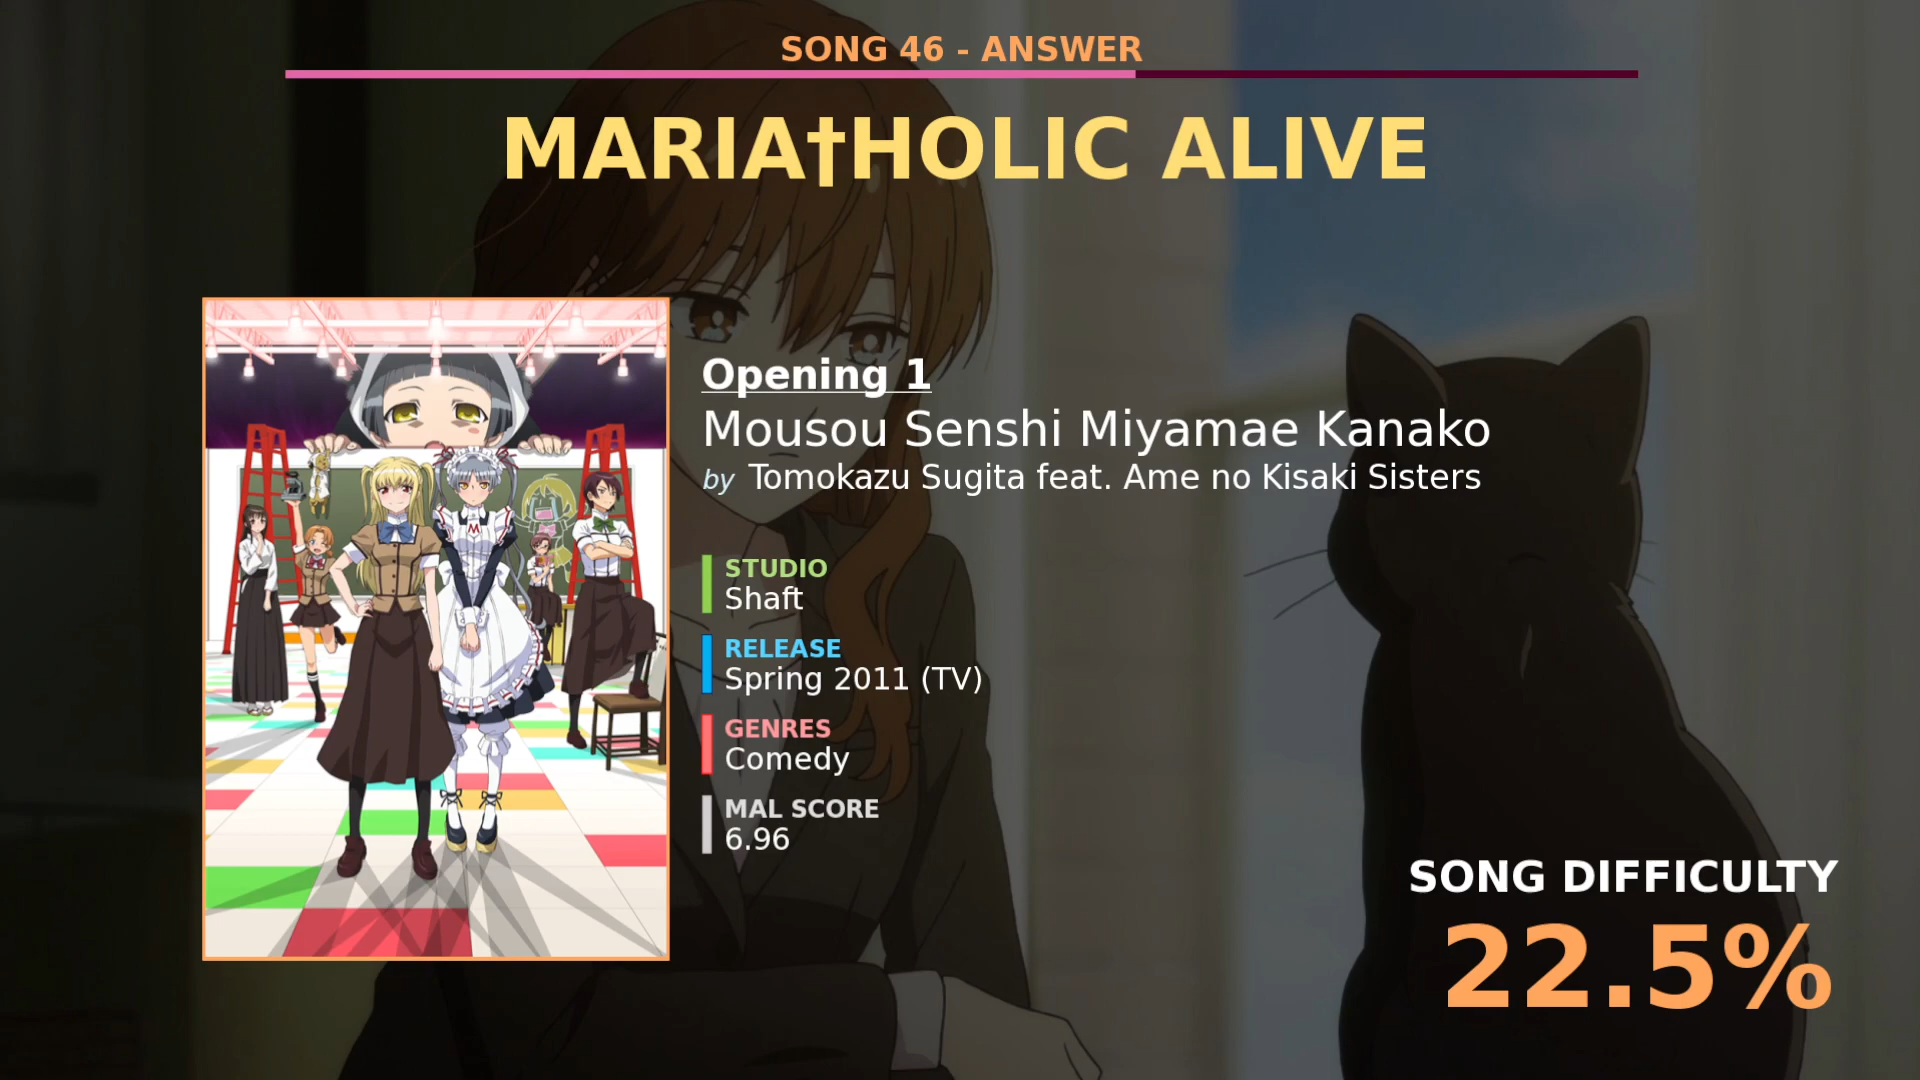 SONG 46 - ANSWER
MARIA†HOLIC ALIVE
Opening 1
Mousou Senshi Miyamae Kanako
by Tomokazu Sugita feat. Ame no Kisaki Sisters
STUDIO
Shaft
RELEASE
Spring 2011 (TV)
GENRES
Comedy
MAL SCORE
6.96
SONG DIFFICULTY
22.5%